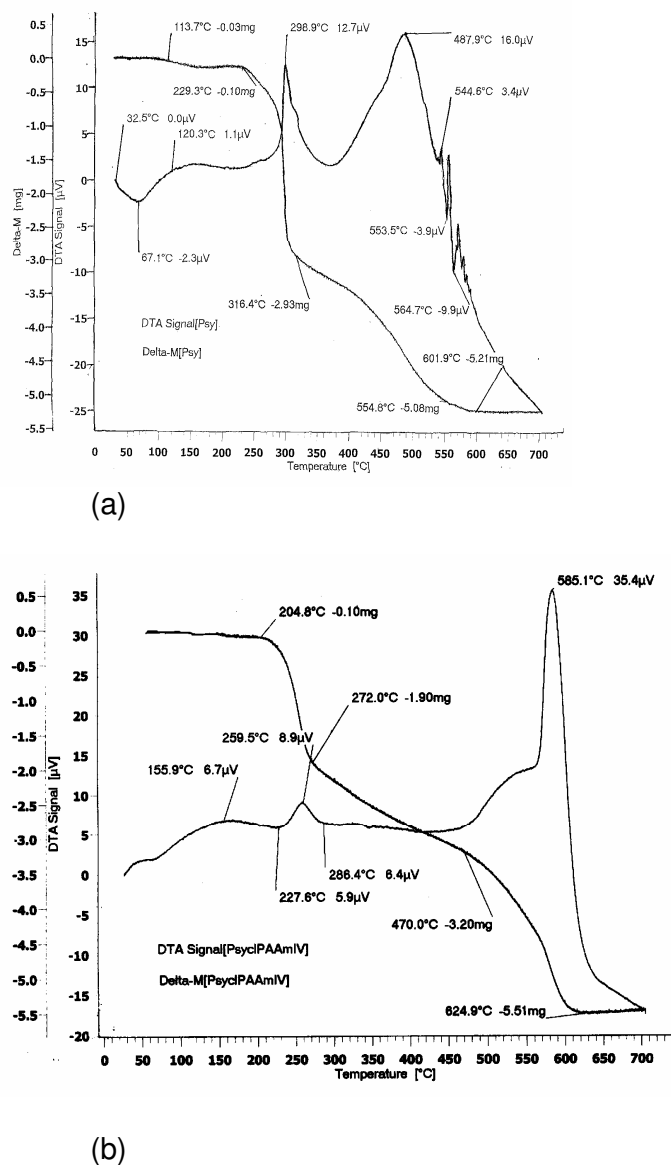 113.7°C -0.03mg
298.9°C 12.7µV
487.9°C 16.0µV
229.3°C -0.10mg
544.6°C 3.4µV
32.5°C 0.0µV
120.3°C 1.1µV
67.1°C -2.3µV
553.5°C -3.9µV
316.4°C -2.93mg
564.7°C -9.9µV
DTA Signal[Psy]
Delta-M[Psy]
601.9°C -5.21mg
554.8°C -5.08mg
Delta-M [mg]
0.5
0.0
-0.5
-1.0
-1.5
-2.0
-2.5
-3.0
-3.5
-4.0
-4.5
-5.0
-5.5
DTA Signal [µV]
15
10
5
0
-5
-10
-15
-20
-25
0 50 100 150 200 250 300 350 400 450 500 550 600 650 700
Temperature [°C]
(a)
585.1°C 35.4µV
204.8°C -0.10mg
272.0°C -1.90mg
259.5°C 8.9µV
155.9°C 6.7µV
286.4°C 6.4µV
227.6°C 5.9µV
470.0°C -3.20mg
DTA Signal[PsyclPAAmIV]
Delta-M[PsyclPAAmIV]
624.9°C -5.51mg
0.5
0.0
-0.5
-1.0
-1.5
-2.0
-2.5
-3.0
-3.5
-4.0
-4.5
-5.0
-5.5
DTA Signal [µV]
35
30
25
20
15
10
5
0
-5
-10
-15
-20
0 50 100 150 200 250 300 350 400 450 500 550 600 650 700
Temperature [°C]
(b)